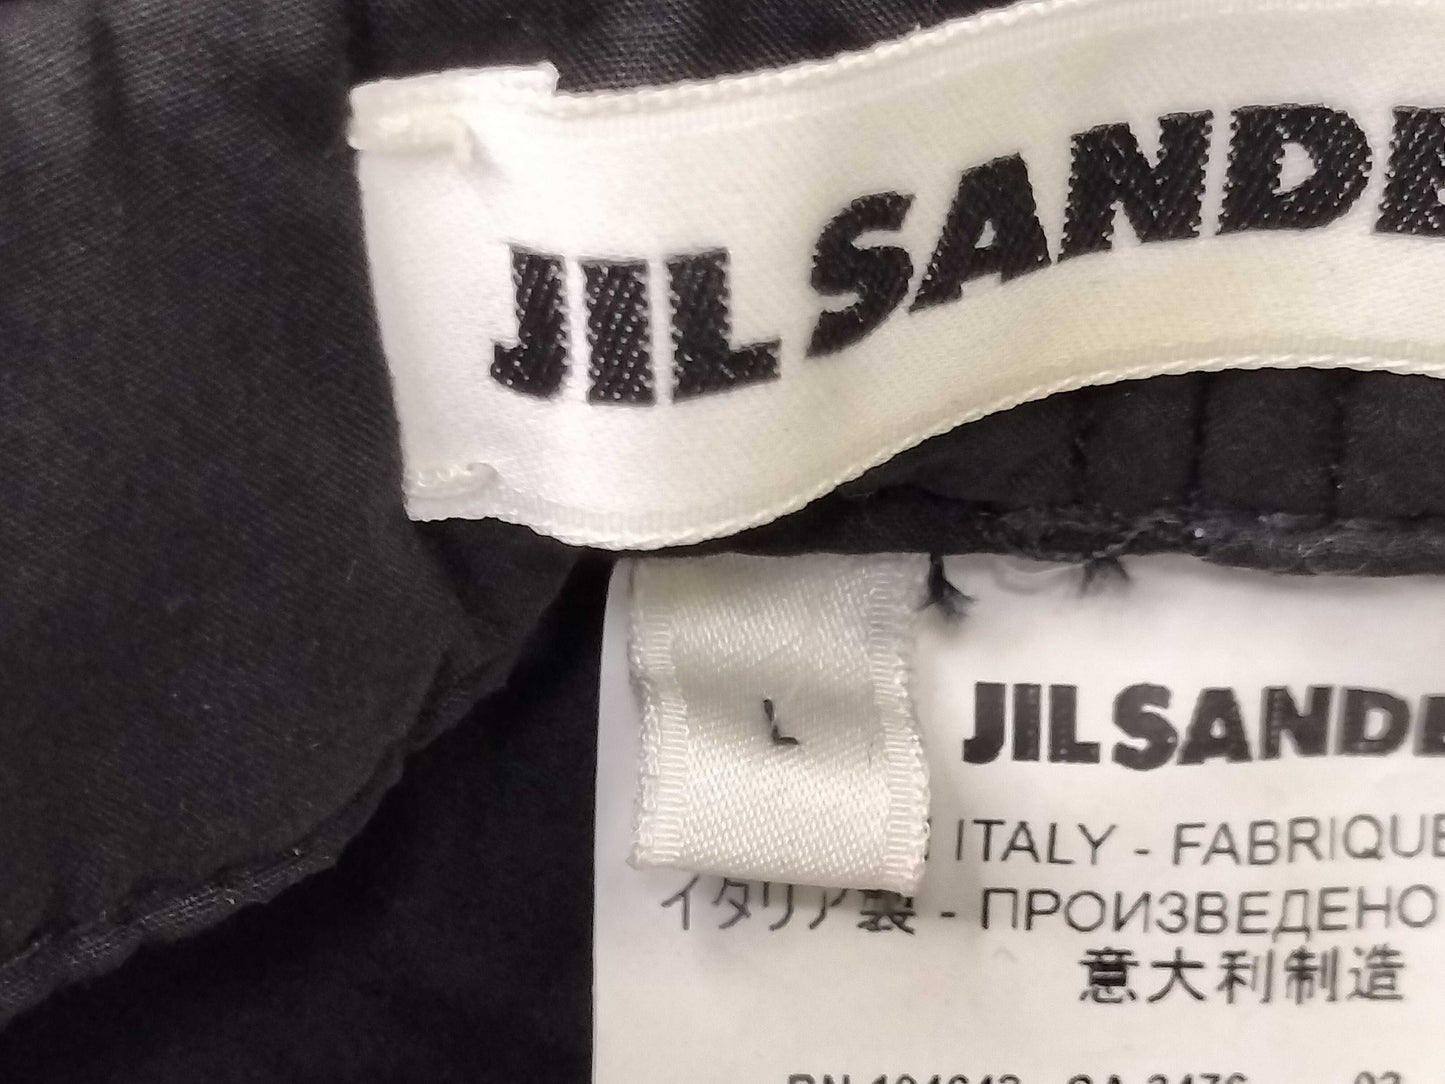 JIL SANDE
L
JIL SANDE
ITALY - FABRIQUE
イタリア製 - ПРОИЗВЕДЕНО
意大利制造